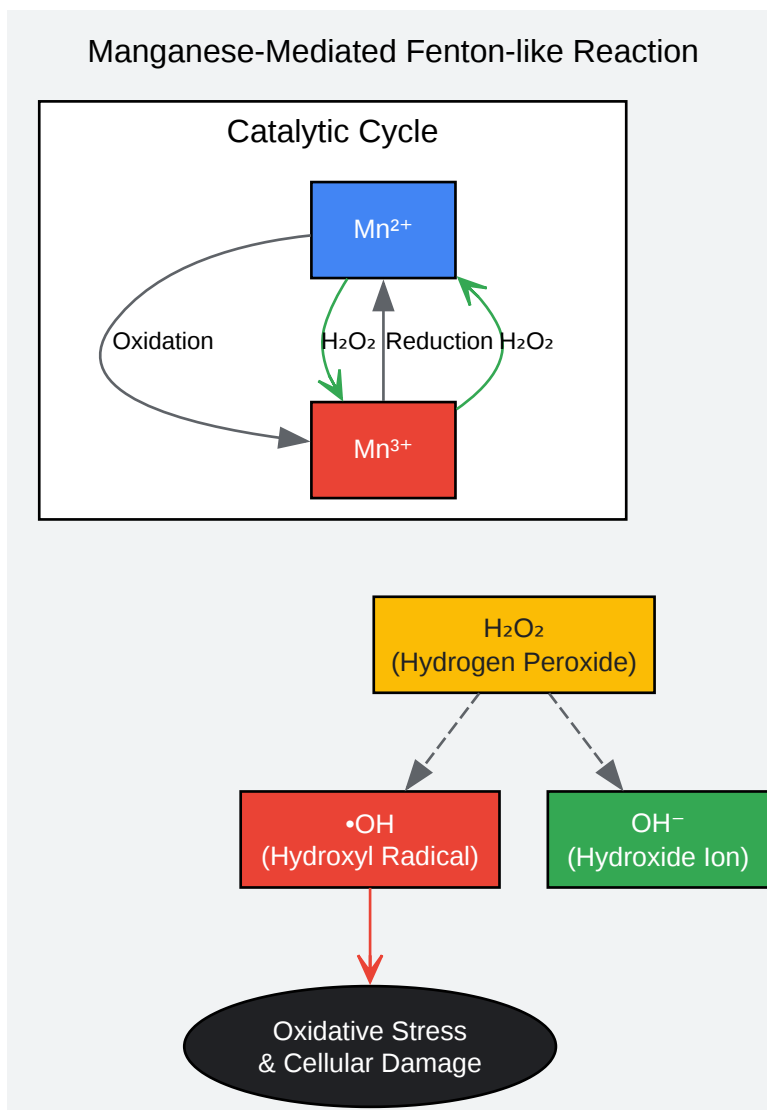 Manganese-Mediated Fenton-like Reaction
Catalytic Cycle
Mn²⁺
Oxidation
H₂O₂
Reduction
H₂O₂
Mn³⁺
H₂O₂
(Hydrogen Peroxide)
•OH
(Hydroxyl Radical)
OH⁻
(Hydroxide Ion)
Oxidative Stress
& Cellular Damage